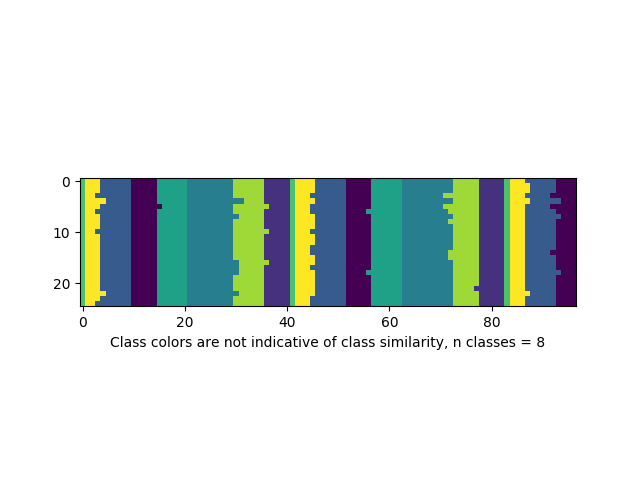 0
10
20
0 20 40 60 80
Class colors are not indicative of class similarity, n classes = 8